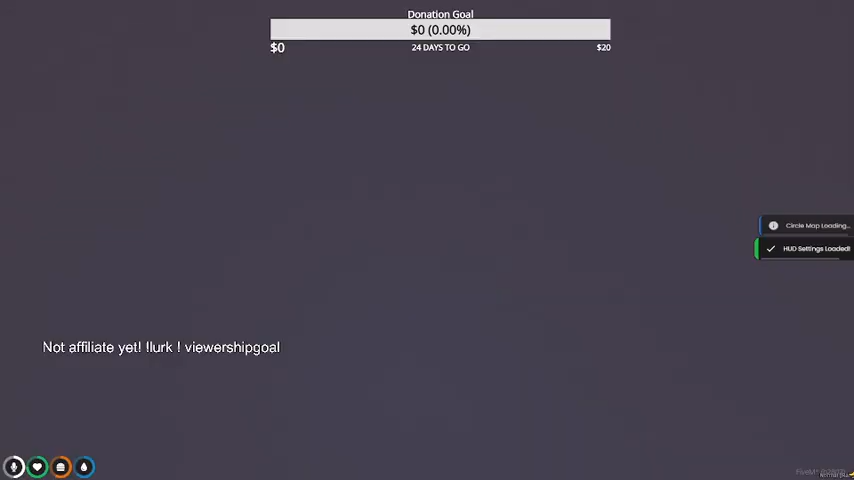 Donation Goal
$0 (0.00%)
$0 24 DAYS TO GO $20
Circle Map Loading...
HUD Settings Loaded!
Not affiliate yet! !lurk ! viewershipgoal